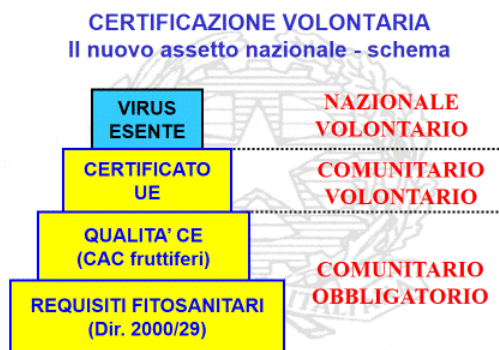 CERTIFICAZIONE VOLONTARIA
Il nuovo assetto nazionale - schema
VIRUS
ESENTE
NAZIONALE
VOLONTARIO
CERTIFICATO
UE
COMUNITARIO
VOLONTARIO
QUALITA' CE
(CAC fruttiferi)
COMUNITARIO
OBBLIGATORIO
REQUISITI FITOSANITARI
(Dir. 2000/29)